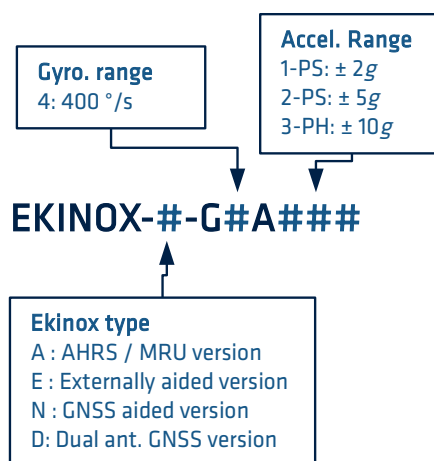 Accel. Range
1-PS: ± 2g
2-PS: ± 5g
3-PH: ± 10g
Gyro. range
4: 400 °/s
EKINOX-#-G#A###
Ekinox type
A : AHRS / MRU version
E : Externally aided version
N : GNSS aided version
D: Dual ant. GNSS version